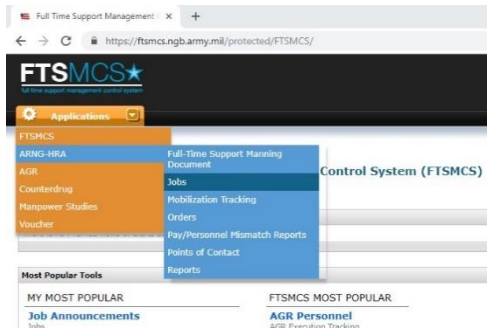 Full Time Support Management
https://ftsmcs.ngb.army.mil/protected/FTSMCS/
FTSMCS
full time support management control system
Applications
FTSMCS
ARNG-HRA
AGR
Counterdrug
Manpower Studies
Voucher
Full-Time Support Manning
Document
Jobs
Mobilization Tracking
Orders
Pay/Personnel Mismatch Reports
Points of Contact
Reports
Control System (FTSMCS)
Most Popular Tools
MY MOST POPULAR
FTSMCS MOST POPULAR
Job Announcements
AGR Personnel
Jobs
AGR Execution Tracking